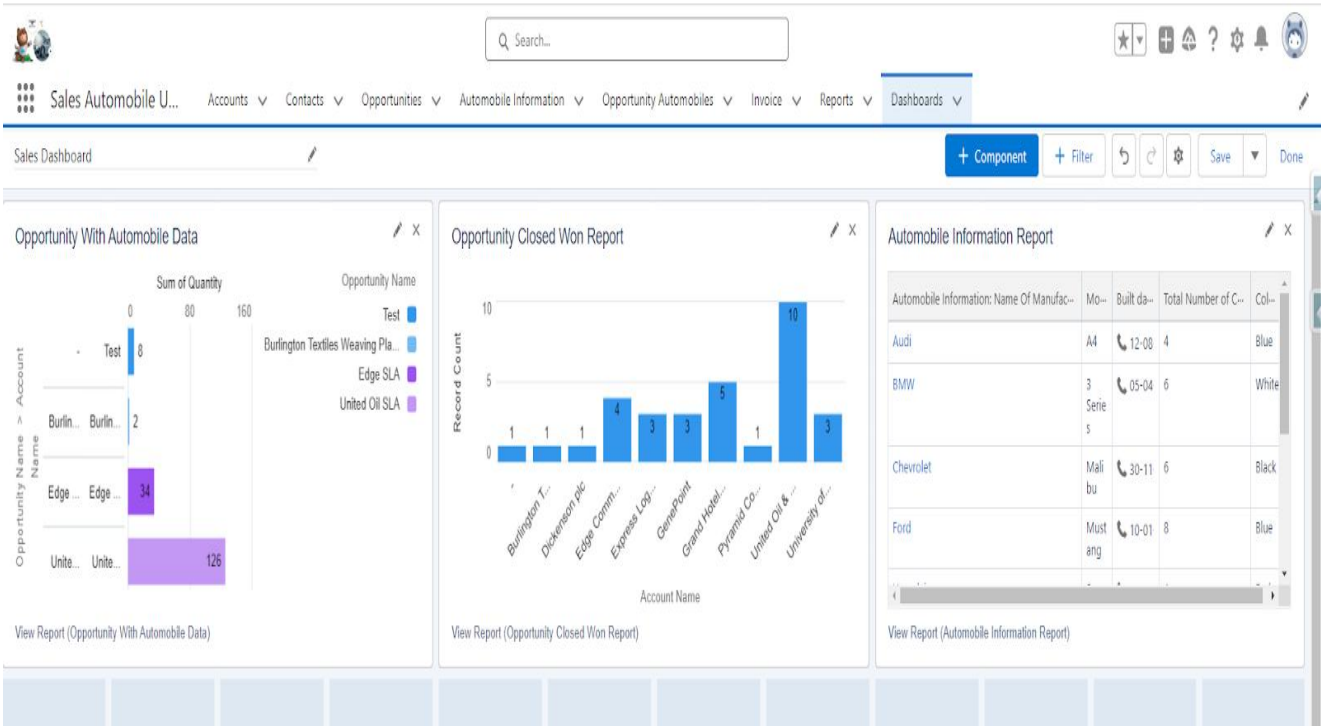 Search...
Sales Automobile U...
Accounts
Contacts
Opportunities
Automobile Information
Opportunity Automobiles
Invoice
Reports
Dashboards
Sales Dashboard
+ Component
+ Filter
Save
Done
Opportunity With Automobile Data
Sum of Quantity
0 80 160
Opportunity Name > Account
Name
- Test 8
Burlin... Burlin... 2
Edge ... Edge ... 34
Unite... Unite... 126
Opportunity Name
Test
Burlington Textiles Weaving Pla...
Edge SLA
United Oil SLA
View Report (Opportunity With Automobile Data)
Opportunity Closed Won Report
Record Count
10
5
0
1 1 1 4 3 3 5 1 10 3
-
Burlington T...
Dickenson plc
Edge Comm...
Express Log...
GenePoint
Grand Hotel...
Pyramid Co...
United Oil & ...
University of...
Account Name
View Report (Opportunity Closed Won Report)
Automobile Information Report
Automobile Information: Name Of Manufac... Mo... Built da... Total Number of C... Col...
Audi A4 12-08 4 Blue
BMW 3 05-04 6 White
Serie
s
Chevrolet Mali 30-11 6 Black
bu
Ford Must 10-01 8 Blue
ang
View Report (Automobile Information Report)